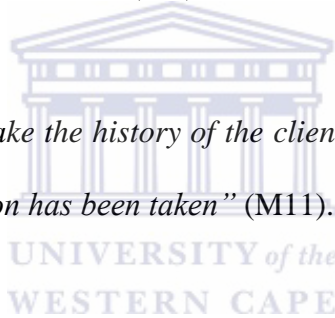 ake the history of the clien
on has been taken” (M11).
UNIVERSITY of the
WESTERN CAPE